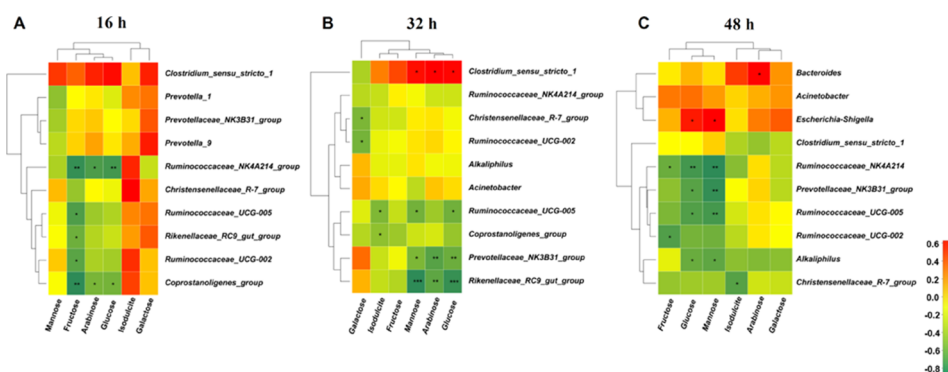 A
16 h
Clostridium_sensu_stricto_1
Prevotella_1
Prevotellaceae_NK3B31_group
Prevotella_9
Ruminococcaceae_NK4A214_group
Christensenellaceae_R-7_group
Ruminococcaceae_UCG-005
Rikenellaceae_RC9_gut_group
Ruminococcaceae_UCG-002
Coprostanoligenes_group
Mannose
Fructose
Arabinose
Glucose
Isodulcite
Galactose
B
32 h
Clostridium_sensu_stricto_1
Ruminococcaceae_NK4A214_group
Christensenellaceae_R-7_group
Ruminococcaceae_UCG-002
Alkaliphilus
Acinetobacter
Ruminococcaceae_UCG-005
Coprostanoligenes_group
Prevotellaceae_NK3B31_group
Rikenellaceae_RC9_gut_group
Galactose
Isodulcite
Fructose
Mannose
Arabinose
Glucose
C
48 h
Bacteroides
Acinetobacter
Escherichia-Shigella
Clostridium_sensu_stricto_1
Ruminococcaceae_NK4A214
Prevotellaceae_NK3B31_group
Ruminococcaceae_UCG-005
Ruminococcaceae_UCG-002
Alkaliphilus
Christensenellaceae_R-7_group
Fructose
Glucose
Mannose
Isodulcite
Arabinose
Galactose
0.6
0.4
0.2
0.0
-0.2
-0.4
-0.6
-0.8